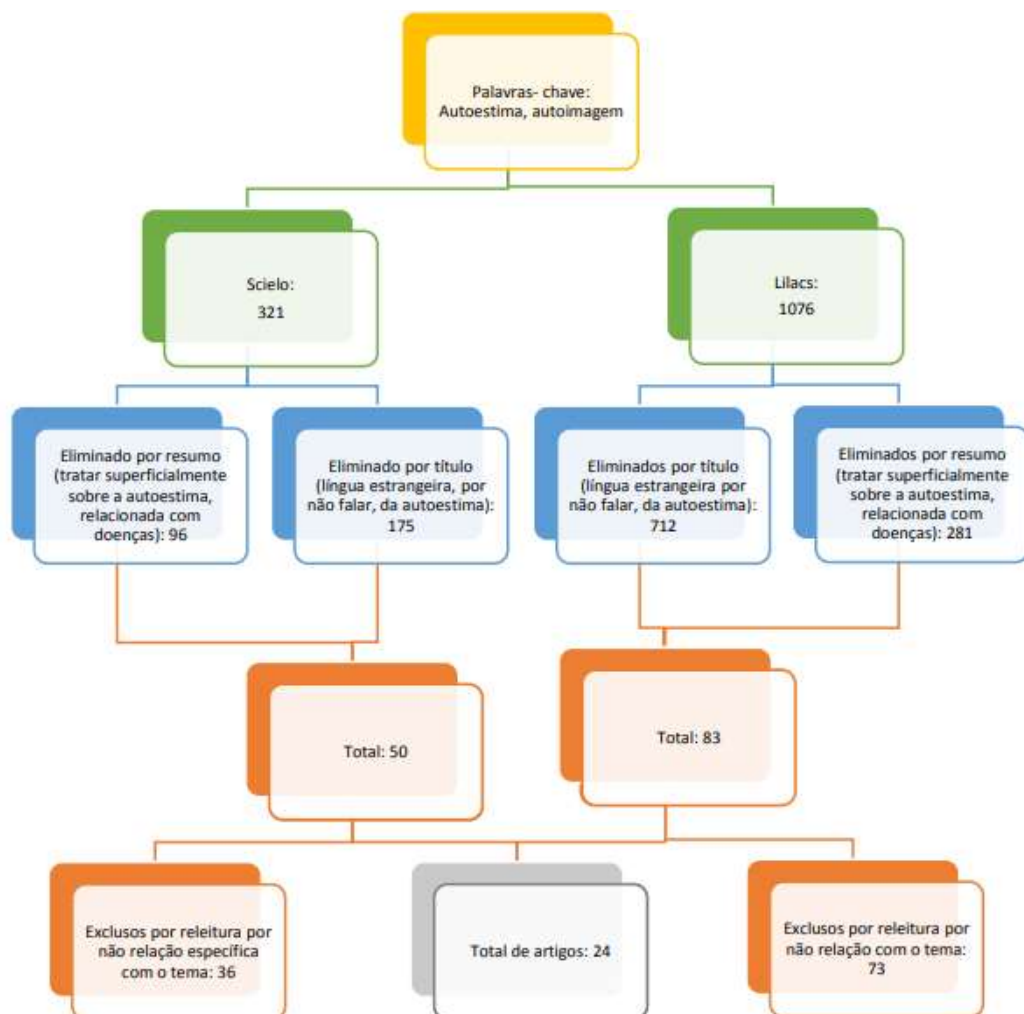 Palavras- chave:
Autoestima, autoimagem
Scielo:
321
Lilacs:
1076
Eliminado por resumo
(tratar superficialmente
sobre a autoestima,
relacionada com
doenças): 96
Eliminado por título
(língua estrangeira, por
não falar, da autoestima):
175
Eliminados por título
(língua estrangeira por
não falar, da autoestima):
712
Eliminados por resumo
(tratar superficialmente
sobre a autoestima,
relacionada com
doenças): 281
Total: 50
Total: 83
Exclusos por releitura por
não relação específica
com o tema: 36
Total de artigos: 24
Exclusos por releitura por
não relação com o tema:
73